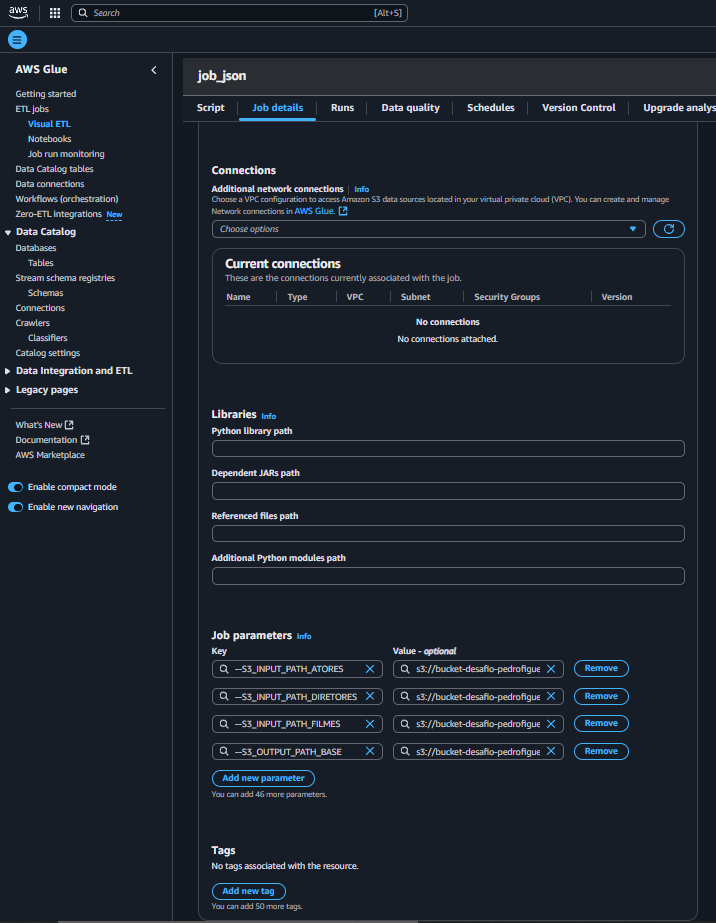 aws
Search
[Alt+S]
AWS Glue
Getting started
ETL jobs
Visual ETL
Notebooks
Job run monitoring
Data Catalog tables
Data connections
Workflows (orchestration)
Zero-ETL integrations New
Data Catalog
Databases
Tables
Stream schema registries
Schemas
Connections
Crawlers
Classifiers
Catalog settings
Data Integration and ETL
Legacy pages
What's New
Documentation
AWS Marketplace
Enable compact mode
Enable new navigation
job_json
Script Job details Runs Data quality Schedules Version Control Upgrade analys
Connections
Additional network connections Info
Choose a VPC configuration to access Amazon S3 data sources located in your virtual private cloud (VPC). You can create and manage
Network connections in AWS Glue.
Choose options
Current connections
These are the connections currently associated with the job.
Name Type VPC Subnet Security Groups Version
No connections
No connections attached.
Libraries Info
Python library path
Dependent JARs path
Referenced files path
Additional Python modules path
Job parameters Info
Key Value - optional
--S3_INPUT_PATH_ATORES s3://bucket-desafio-pedrofigue Remove
--S3_INPUT_PATH_DIRETORES s3://bucket-desafio-pedrofigue Remove
--S3_INPUT_PATH_FILMES s3://bucket-desafio-pedrofigue Remove
--S3_OUTPUT_PATH_BASE s3://bucket-desafio-pedrofigue Remove
Add new parameter
You can add 46 more parameters.
Tags
No tags associated with the resource.
Add new tag
You can add 50 more tags.